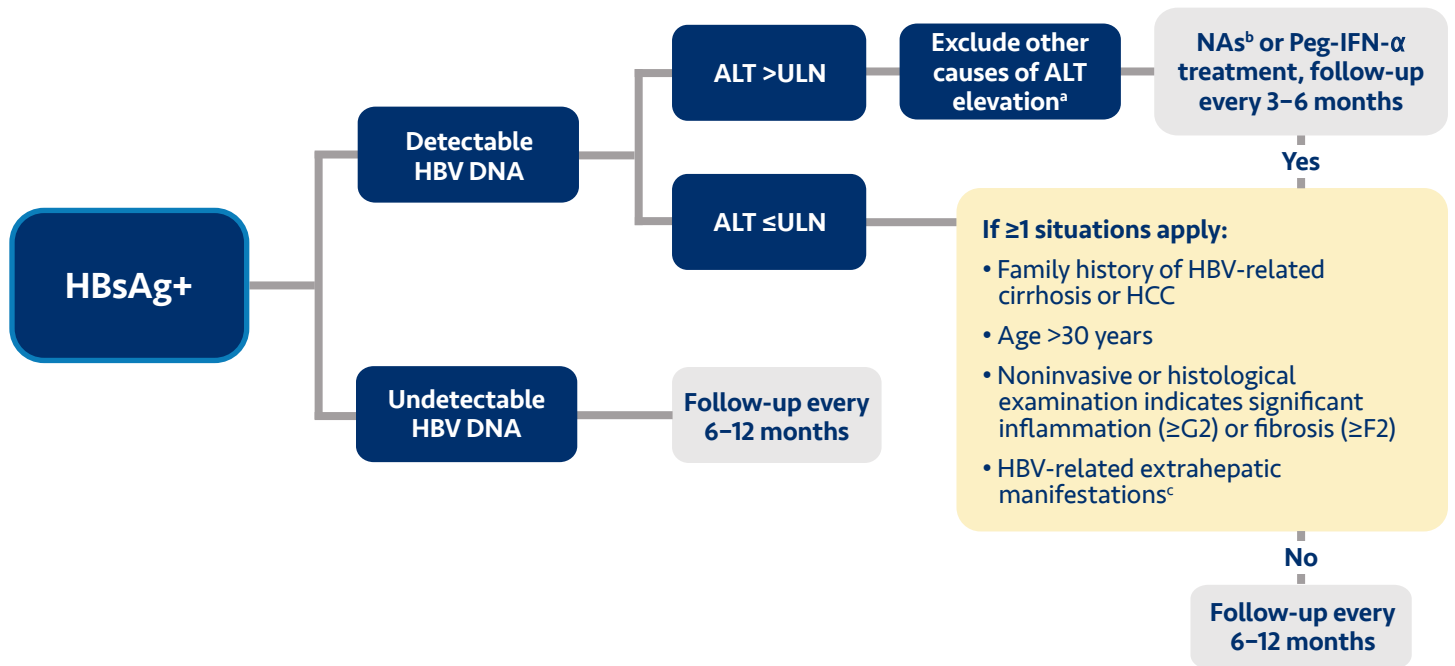 HBsAg+
Detectable
HBV DNA
ALT >ULN
Exclude other
causes of ALT
elevationᵃ
NAsᵇ or Peg-IFN-α
treatment, follow-up
every 3–6 months
ALT ≤ULN
Yes
If ≥1 situations apply:
• Family history of HBV-related
cirrhosis or HCC
• Age >30 years
• Noninvasive or histological
examination indicates significant
inflammation (≥G2) or fibrosis (≥F2)
• HBV-related extrahepatic
manifestationsᶜ
No
Follow-up every
6–12 months
Undetectable
HBV DNA
Follow-up every
6–12 months